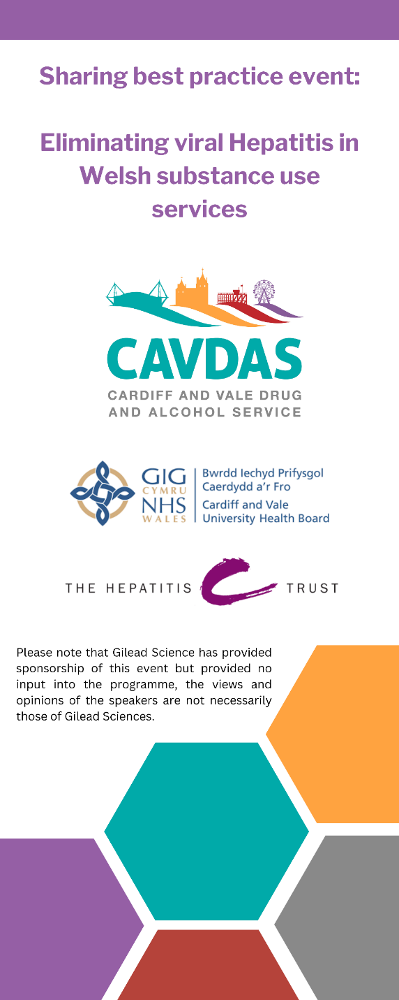 Sharing best practice event:
Eliminating viral Hepatitis in
Welsh substance use
services
CAVDAS
CARDIFF AND VALE DRUG
AND ALCOHOL SERVICE
GIG
CYMRU
NHS
WALES
Bwrdd Iechyd Prifysgol
Caerdydd a'r Fro
Cardiff and Vale
University Health Board
THE HEPATITIS C TRUST
Please note that Gilead Science has provided
sponsorship of this event but provided no
input into the programme, the views and
opinions of the speakers are not necessarily
those of Gilead Sciences.